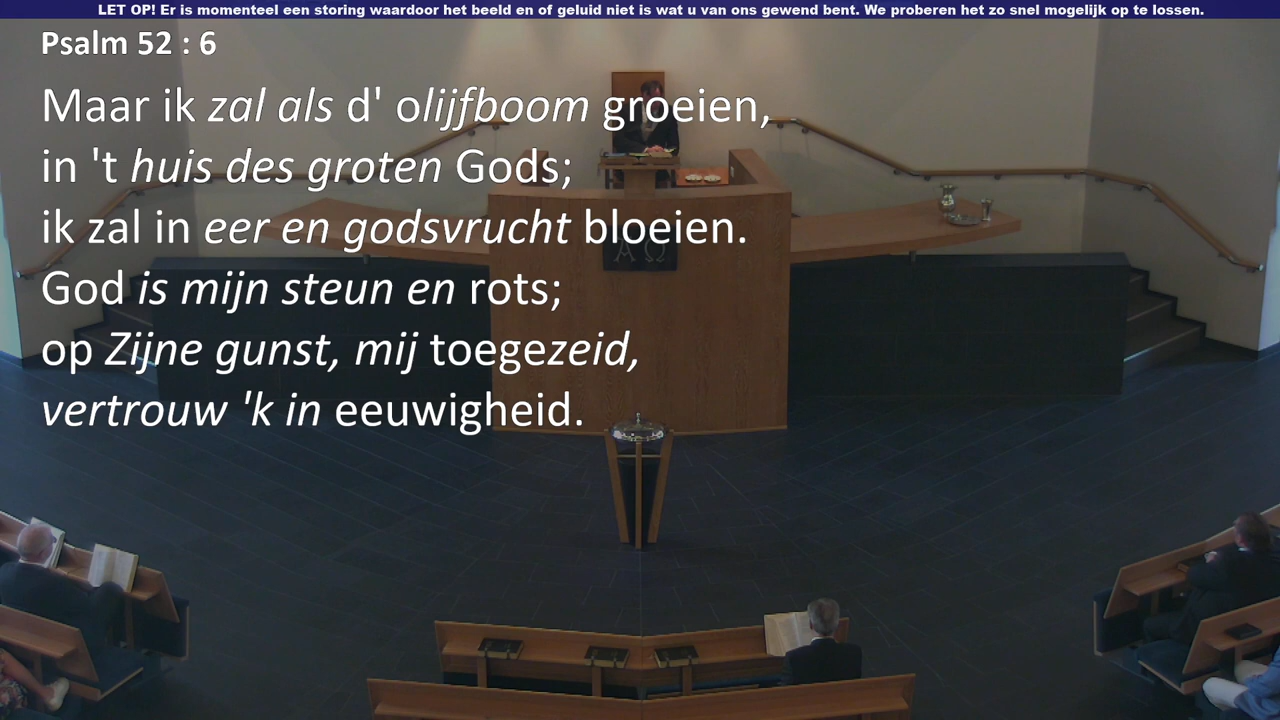 LET OP! Er is momenteel een storing waardoor het beeld en of geluid niet is wat u van ons gewend bent. We proberen het zo snel mogelijk op te lossen.
Psalm 52 : 6
Maar ik zal als d' olijfboom groeien,
in 't huis des groten Gods;
ik zal in eer en godsvrucht bloeien.
God is mijn steun en rots;
op Zijne gunst, mij toegezeid,
vertrouw 'k in eeuwigheid.
Α Ω